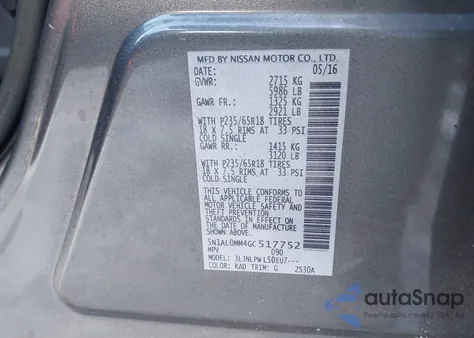 MFD BY NISSAN MOTOR CO., LTD.
DATE: 05/16
GVWR: 2715 KG
5986 LB
GAWR FR.: 1325 KG
2921 LB
WITH P235/65R18 TIRES
18 X 7.5 RIMS AT 33 PSI
COLD SINGLE
GAWR RR.: 1415 KG
3120 LB
WITH P235/65R18 TIRES
18 X 7.5 RIMS AT 33 PSI
COLD SINGLE
THIS VEHICLE CONFORMS TO
ALL APPLICABLE FEDERAL
MOTOR VEHICLE SAFETY
AND THEFT PREVENTION
STANDARDS IN EFFECT ON
THE DATE OF MANUFACTURE
SHOWN ABOVE.
5N1AL0MM4GC517752
MPV 090
MODEL: JLJNLPWL50EU7---
COLOR: KAD TRIM: G ZS30A
autoSnap